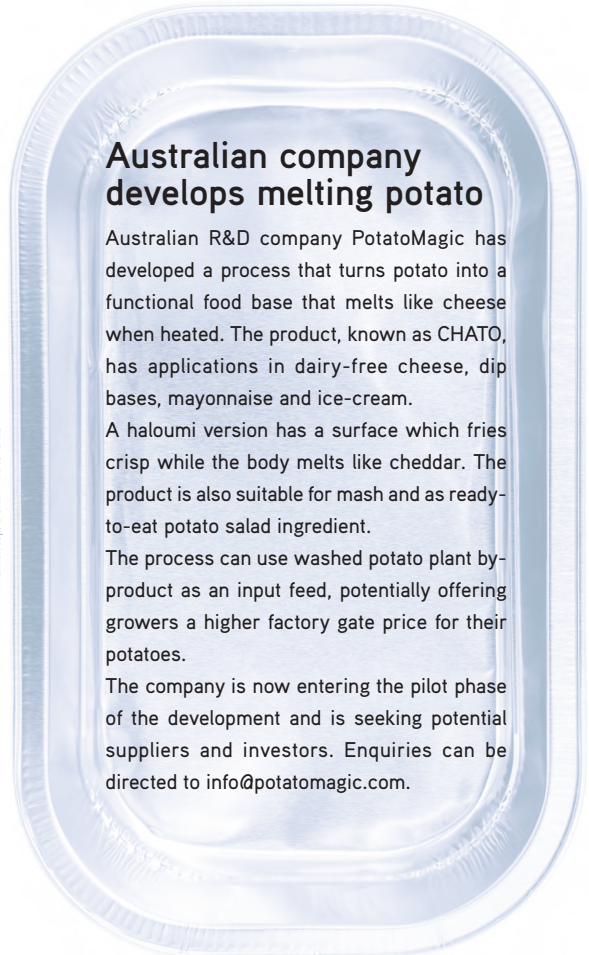 Australian company
develops melting potato
Australian R&D company PotatoMagic has
developed a process that turns potato into a
functional food base that melts like cheese
when heated. The product, known as CHATO,
has applications in dairy-free cheese, dip
bases, mayonnaise and ice-cream.
A haloumi version has a surface which fries
crisp while the body melts like cheddar. The
product is also suitable for mash and as ready-
to-eat potato salad ingredient.
The process can use washed potato plant by-
product as an input feed, potentially offering
growers a higher factory gate price for their
potatoes.
The company is now entering the pilot phase
of the development and is seeking potential
suppliers and investors. Enquiries can be
directed to info@potatomagic.com.